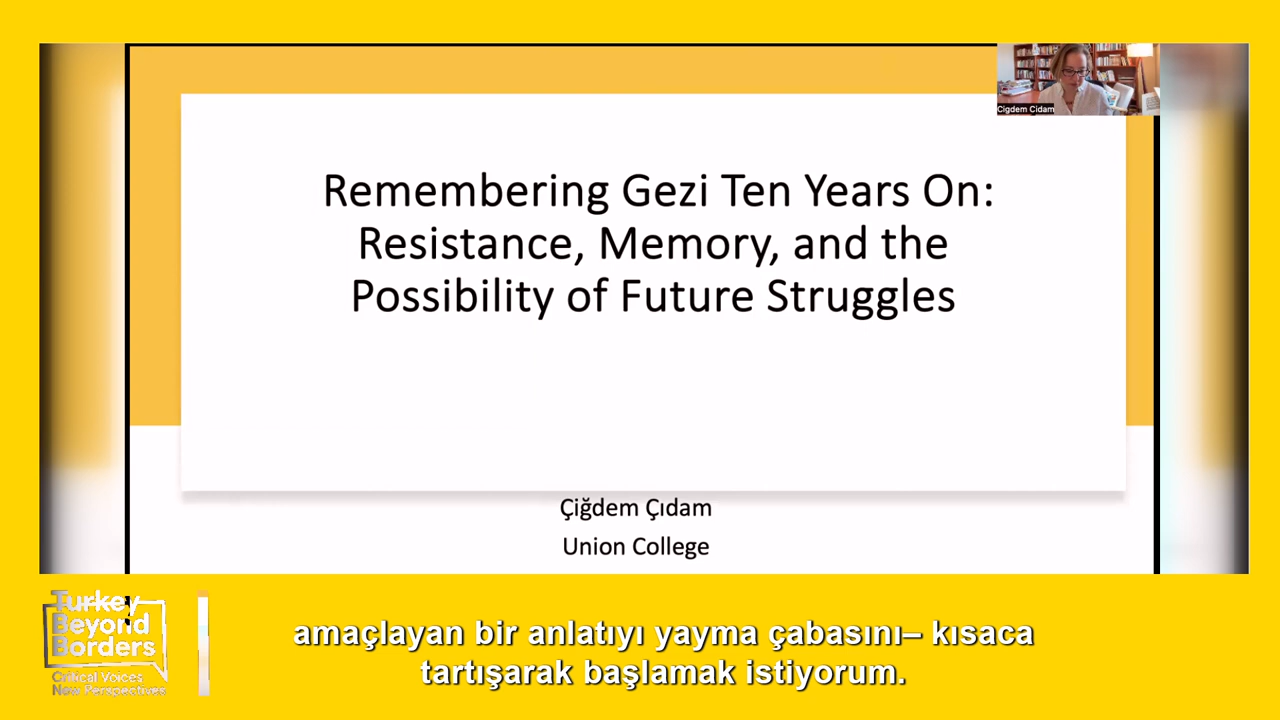 Cigdem Cidam
Remembering Gezi Ten Years On:
Resistance, Memory, and the
Possibility of Future Struggles
Çiğdem Çıdam
Union College
Turkey
Beyond
Borders
Critical Voices
New Perspectives
amaçlayan bir anlatıyı yayma çabasını– kısaca
tartışarak başlamak istiyorum.